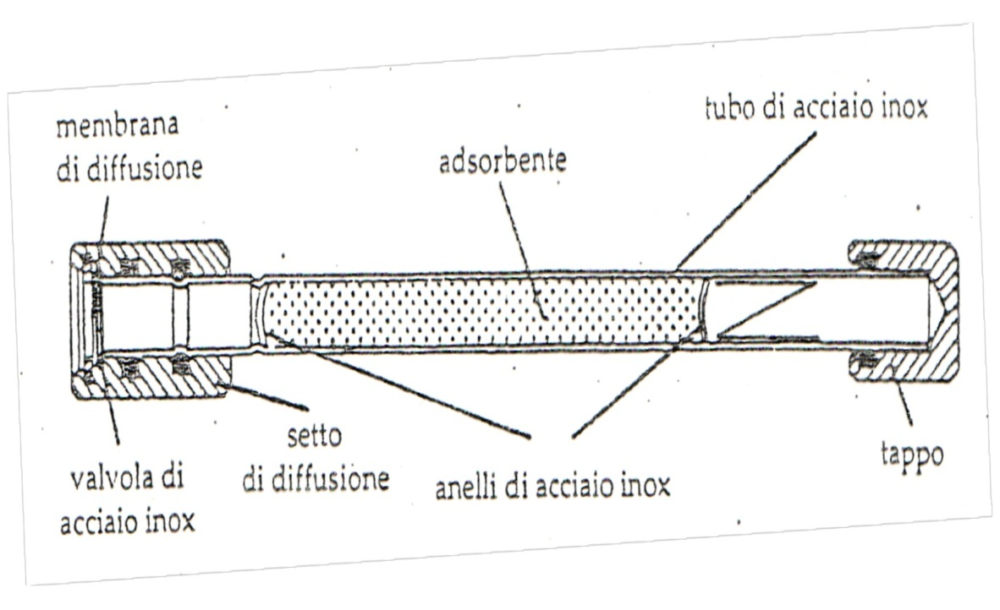 membrana
di diffusione
adsorbente
tubo di acciaio inox
valvola di
acciaio inox
setto
di diffusione
anelli di acciaio inox
tappo